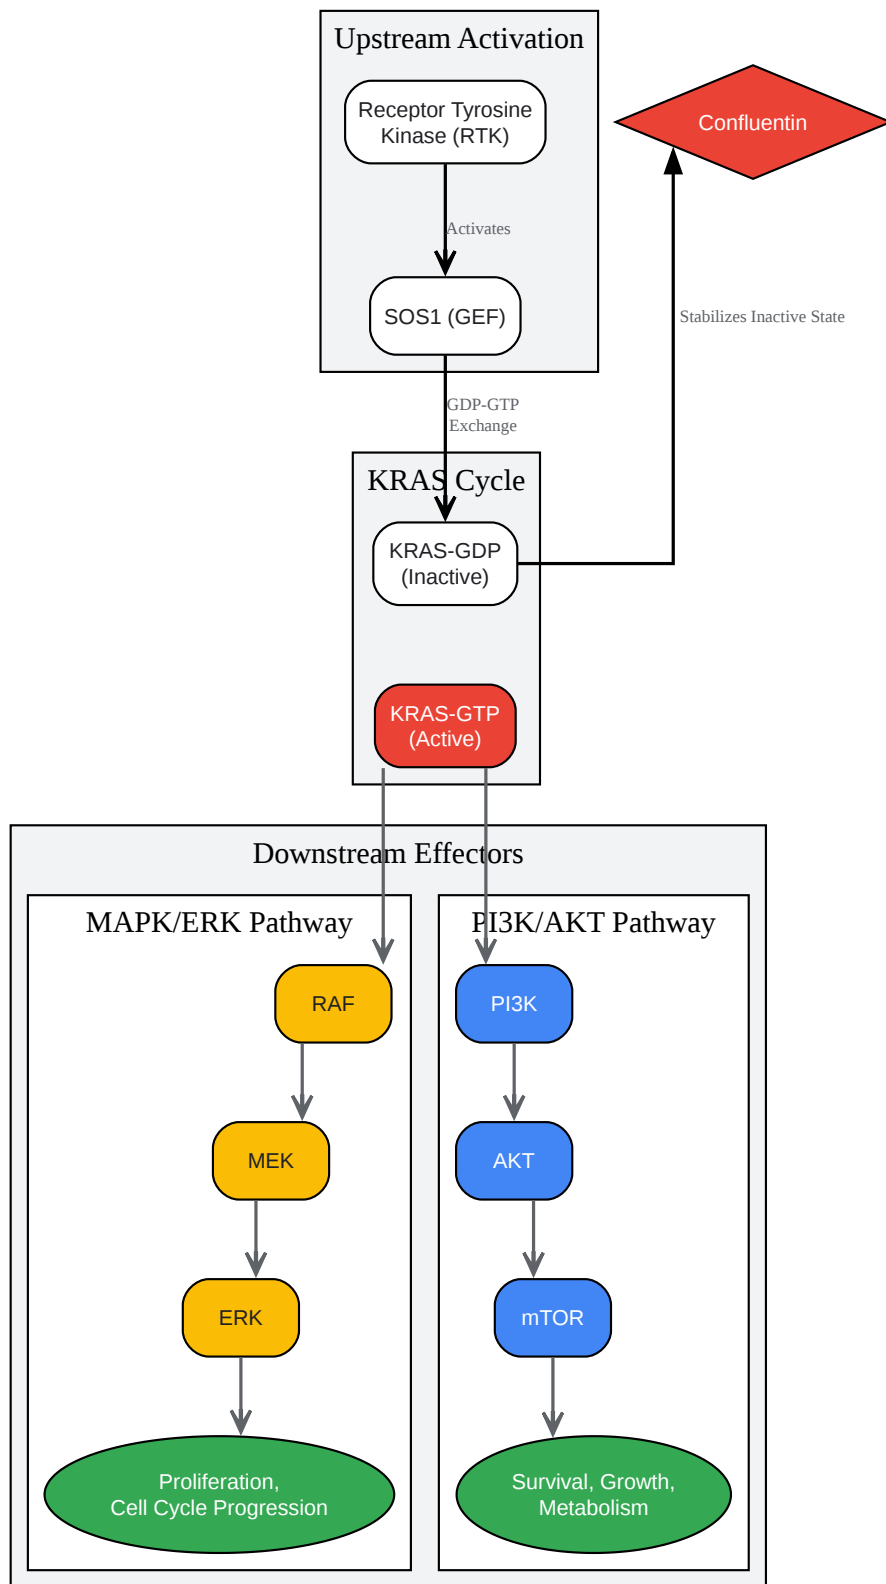 Upstream Activation
Receptor Tyrosine
Kinase (RTK)
Confluentin
Activates
SOS1 (GEF)
Stabilizes Inactive State
GDP-GTP
Exchange
KRAS Cycle
KRAS-GDP
(Inactive)
KRAS-GTP
(Active)
Downstream Effectors
MAPK/ERK Pathway
PI3K/AKT Pathway
RAF
PI3K
MEK
AKT
ERK
mTOR
Proliferation,
Cell Cycle Progression
Survival, Growth,
Metabolism